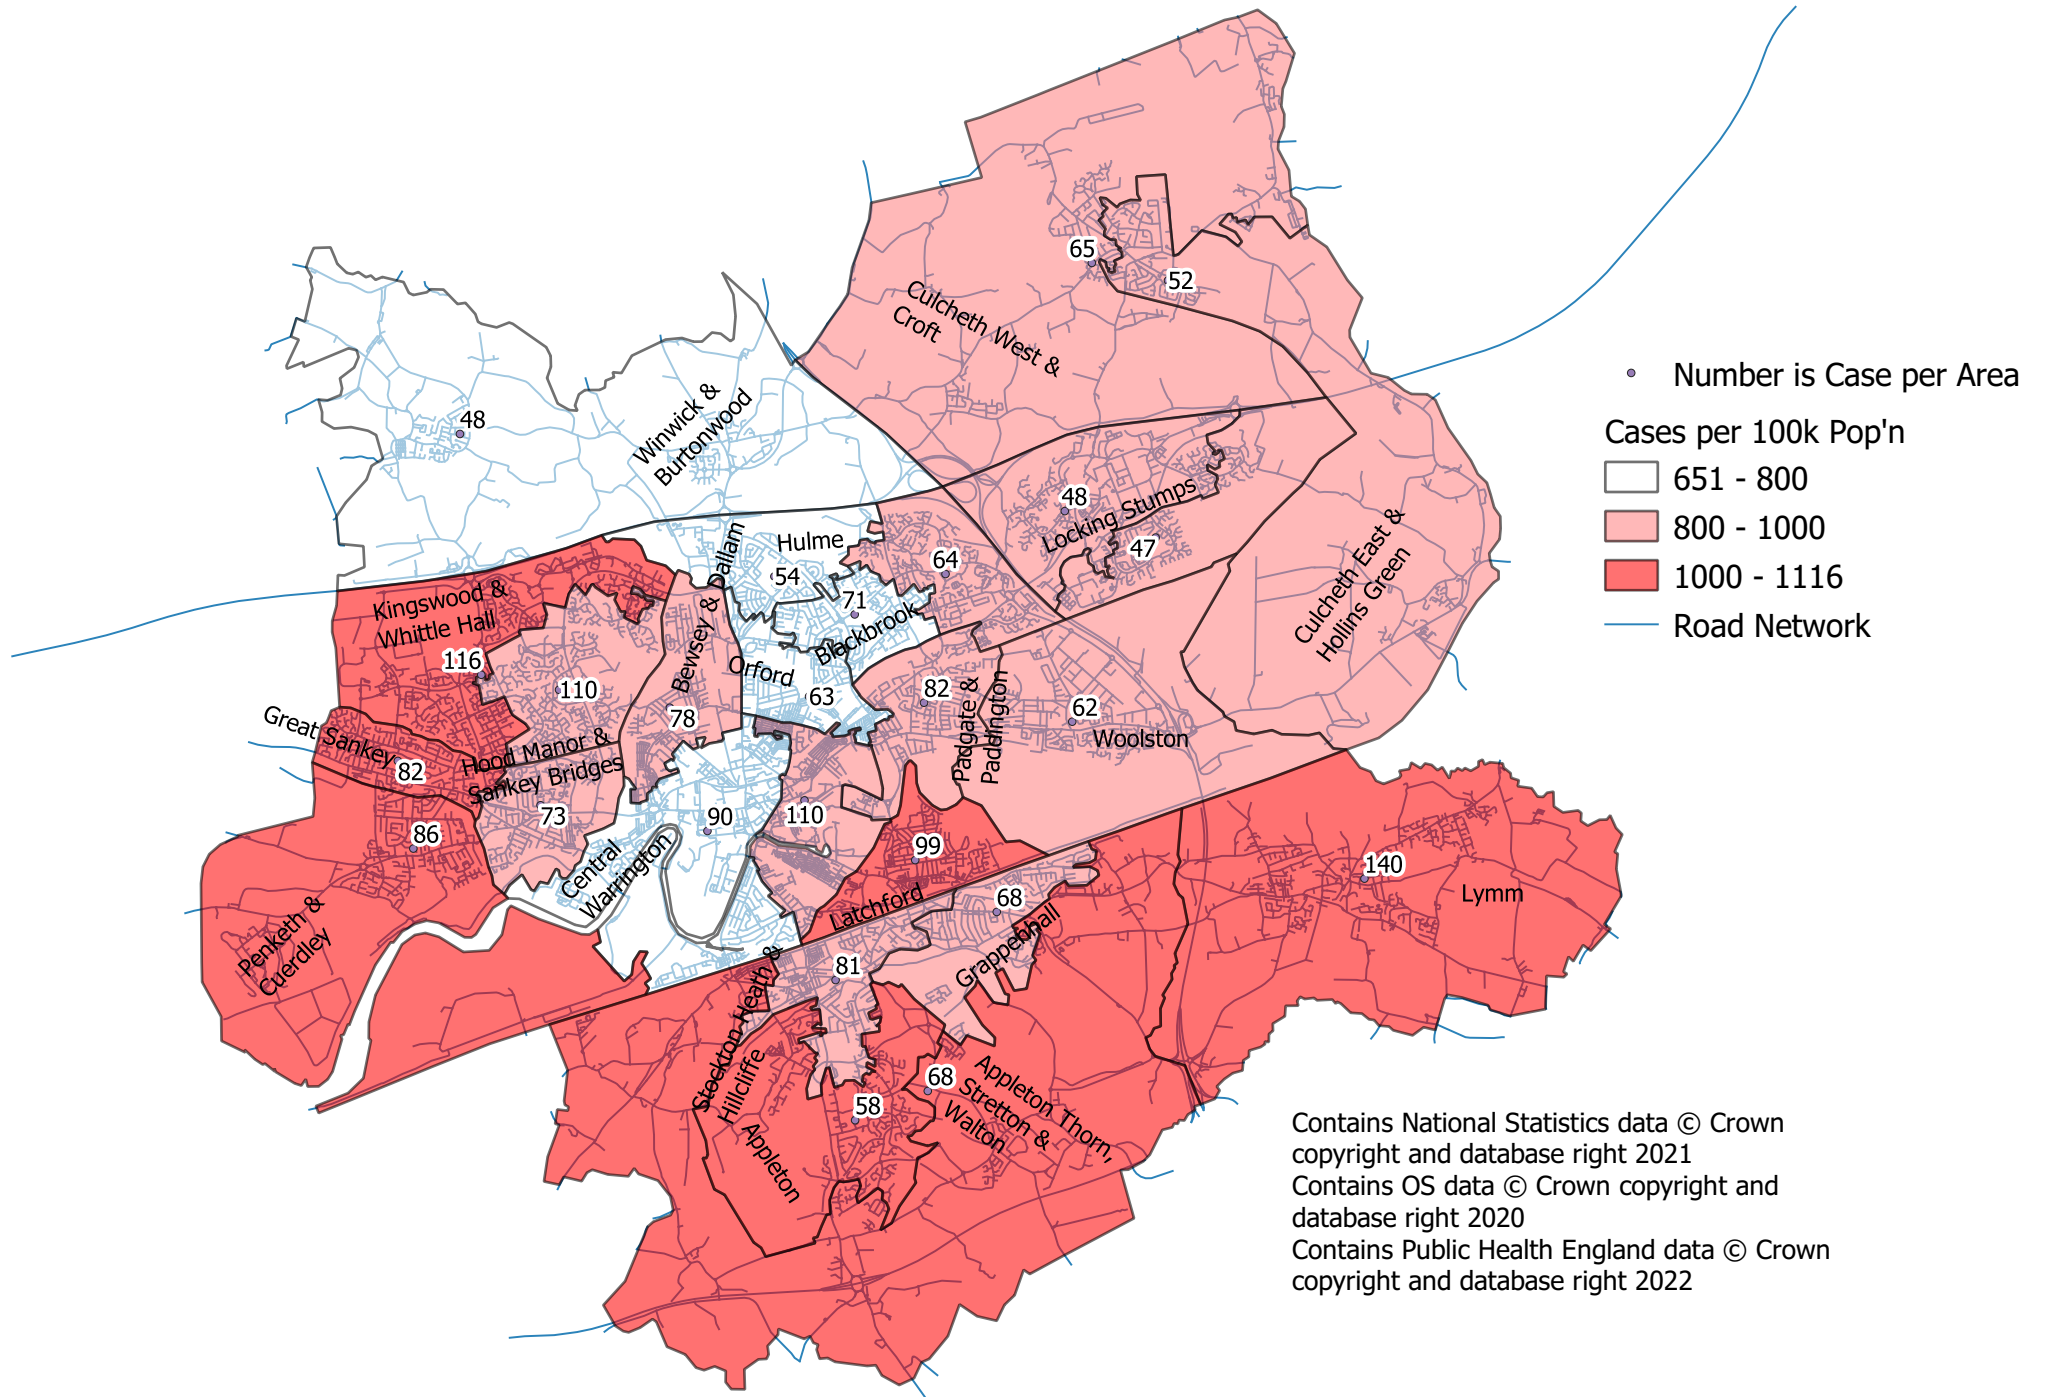 65
52
Culcheth West &
Croft
Number is Case per Area
Cases per 100k Pop'n
651 - 800
800 - 1000
1000 - 1116
Road Network
48
Winwick &
Burtonwood
48
Locking Stumps
47
Culcheth East &
Hollins Green
Hulme
54
64
71
Blackbrook
Bewsey & Dallam
Kingswood &
Whittle Hall
116
110
78
Orford
63
82
Padgate &
Paddington
62
Woolston
Great Sankey
82
Hood Manor &
Sankey Bridges
73
86
90
110
99
Central
Warrington
Latchford
68
140
Lymm
Penketh &
Cuerdley
Grappenhall
81
Stockton Heath &
Hillcliffe
68
58
Appleton
Appleton Thorn,
Stretton &
Walton
Contains National Statistics data © Crown
copyright and database right 2021
Contains OS data © Crown copyright and
database right 2020
Contains Public Health England data © Crown
copyright and database right 2022